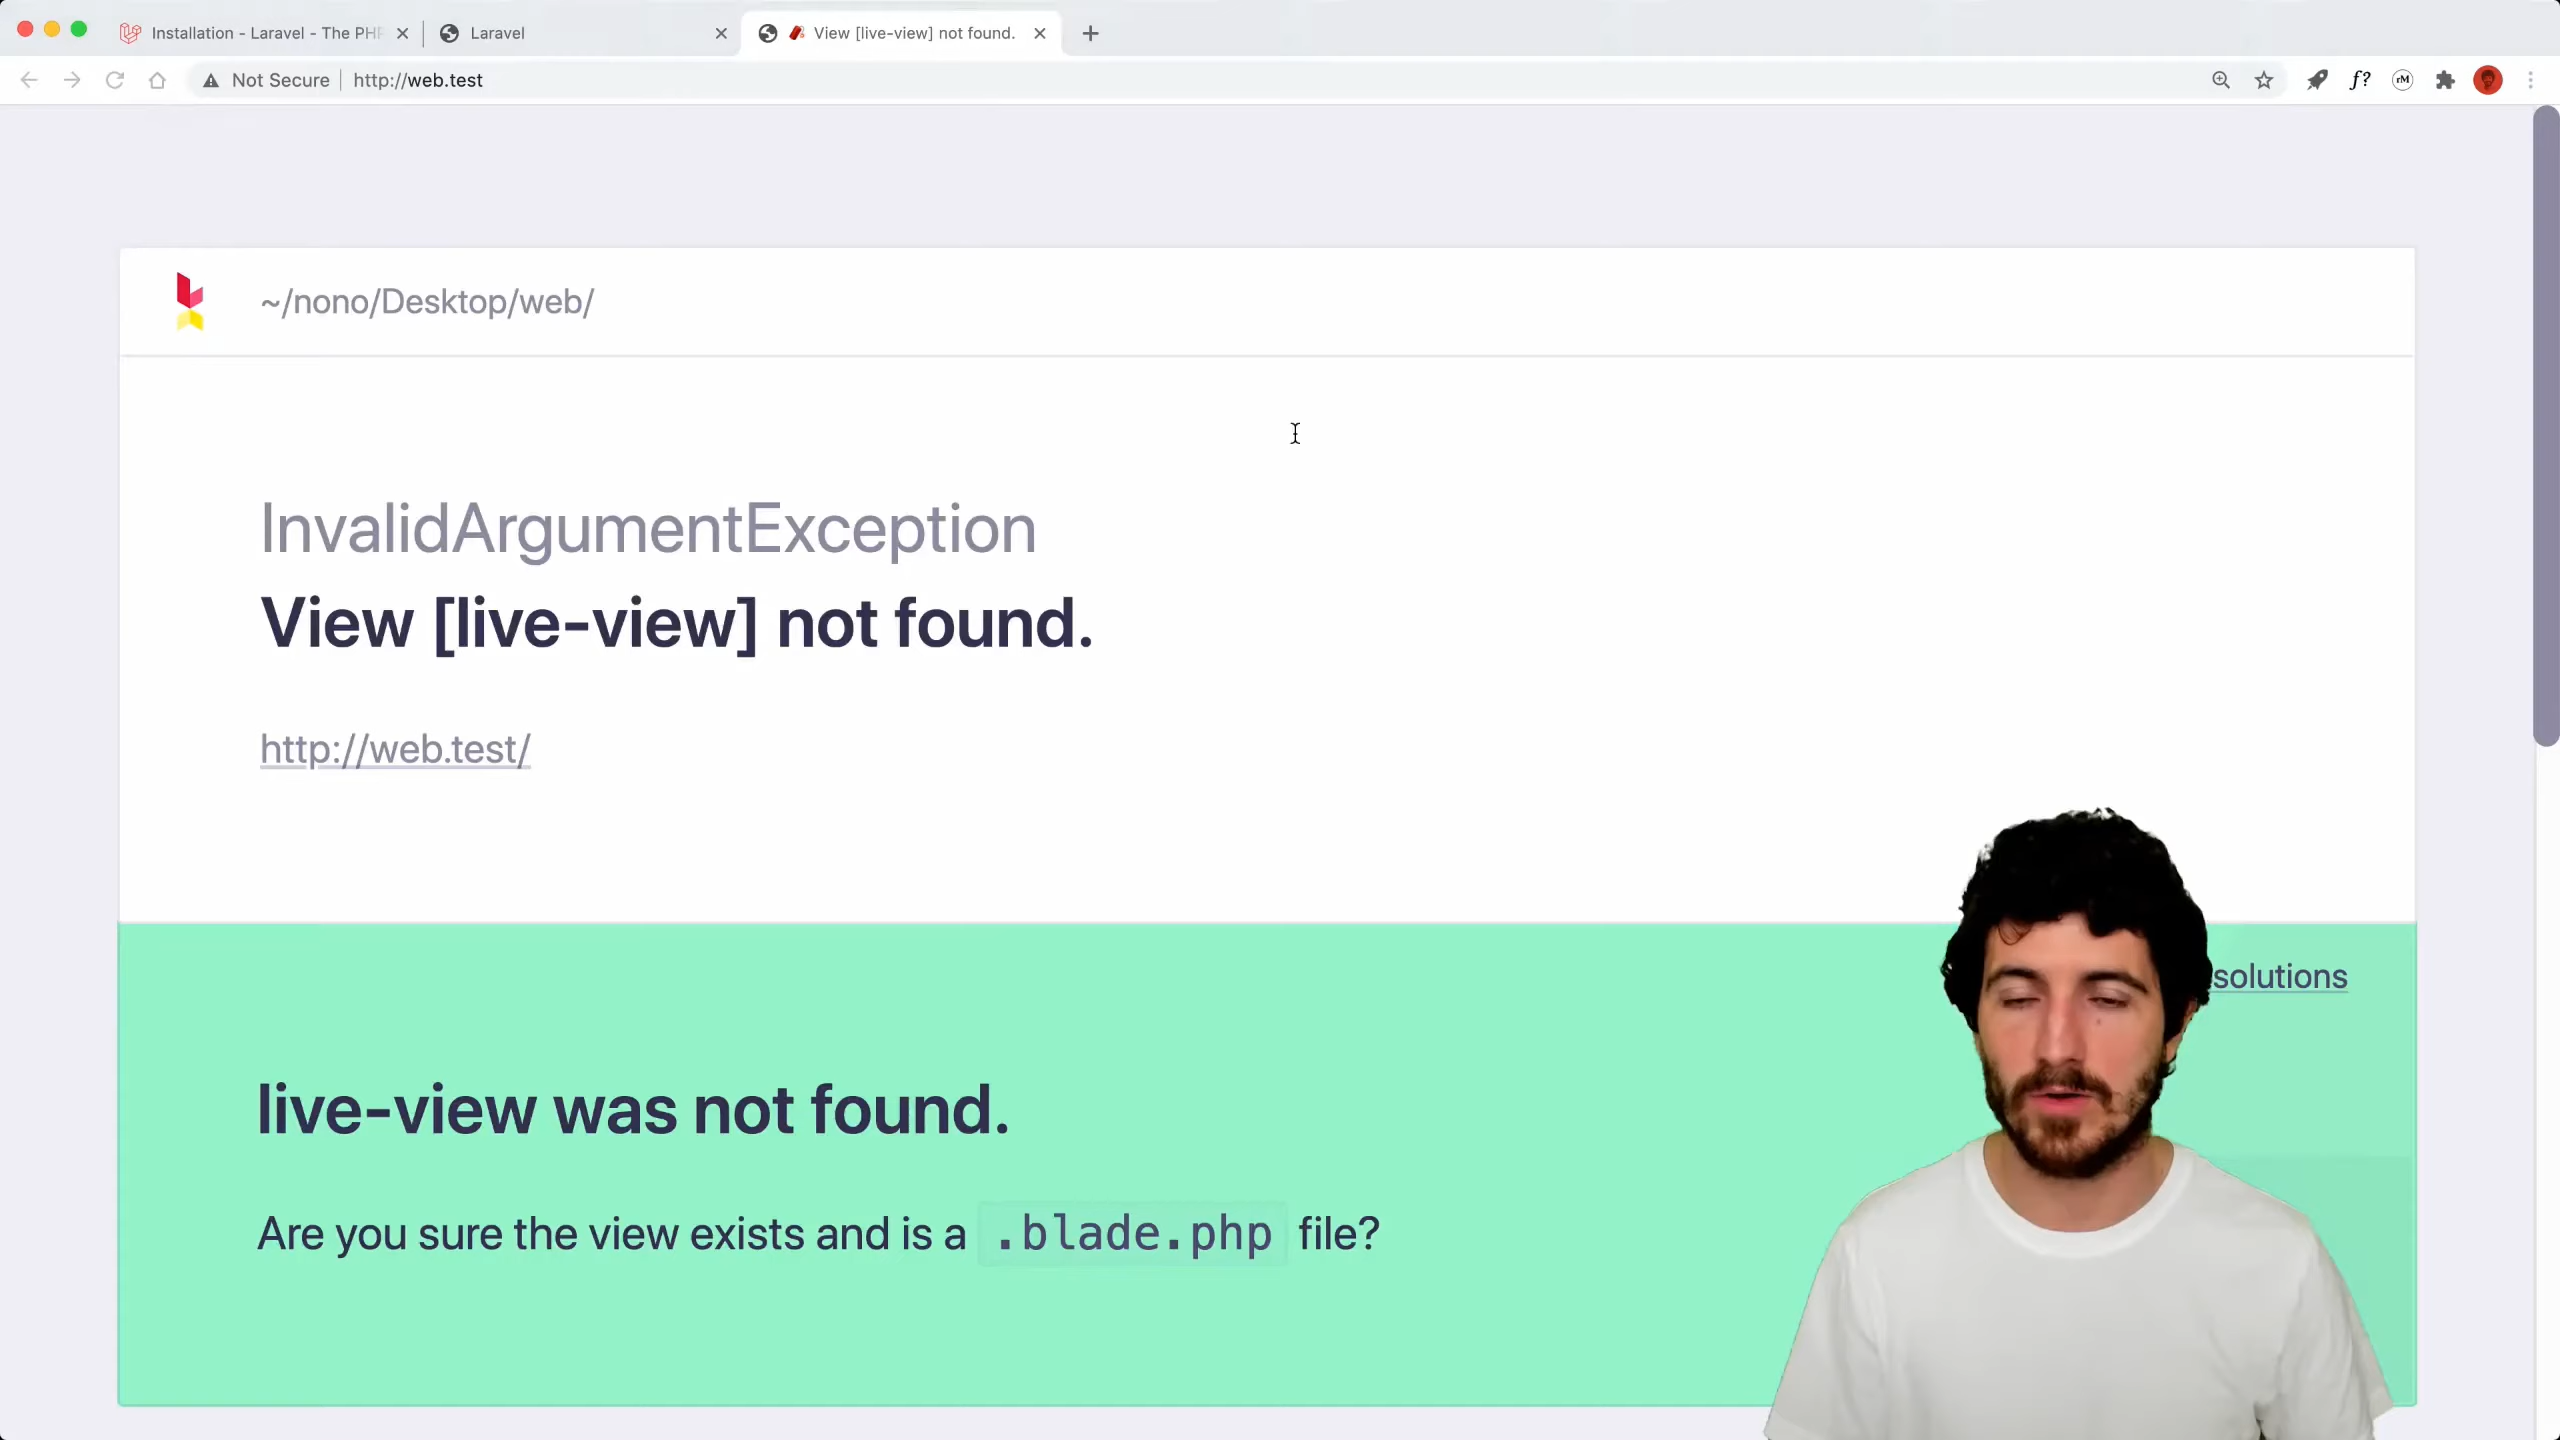 Installation - Laravel - The PHP
Laravel
View [live-view] not found.
Not Secure
http://web.test
f?
rM
~/nono/Desktop/web/
InvalidArgumentException
View [live-view] not found.
http://web.test/
solutions
live-view was not found.
Are you sure the view exists and is a .blade.php file?